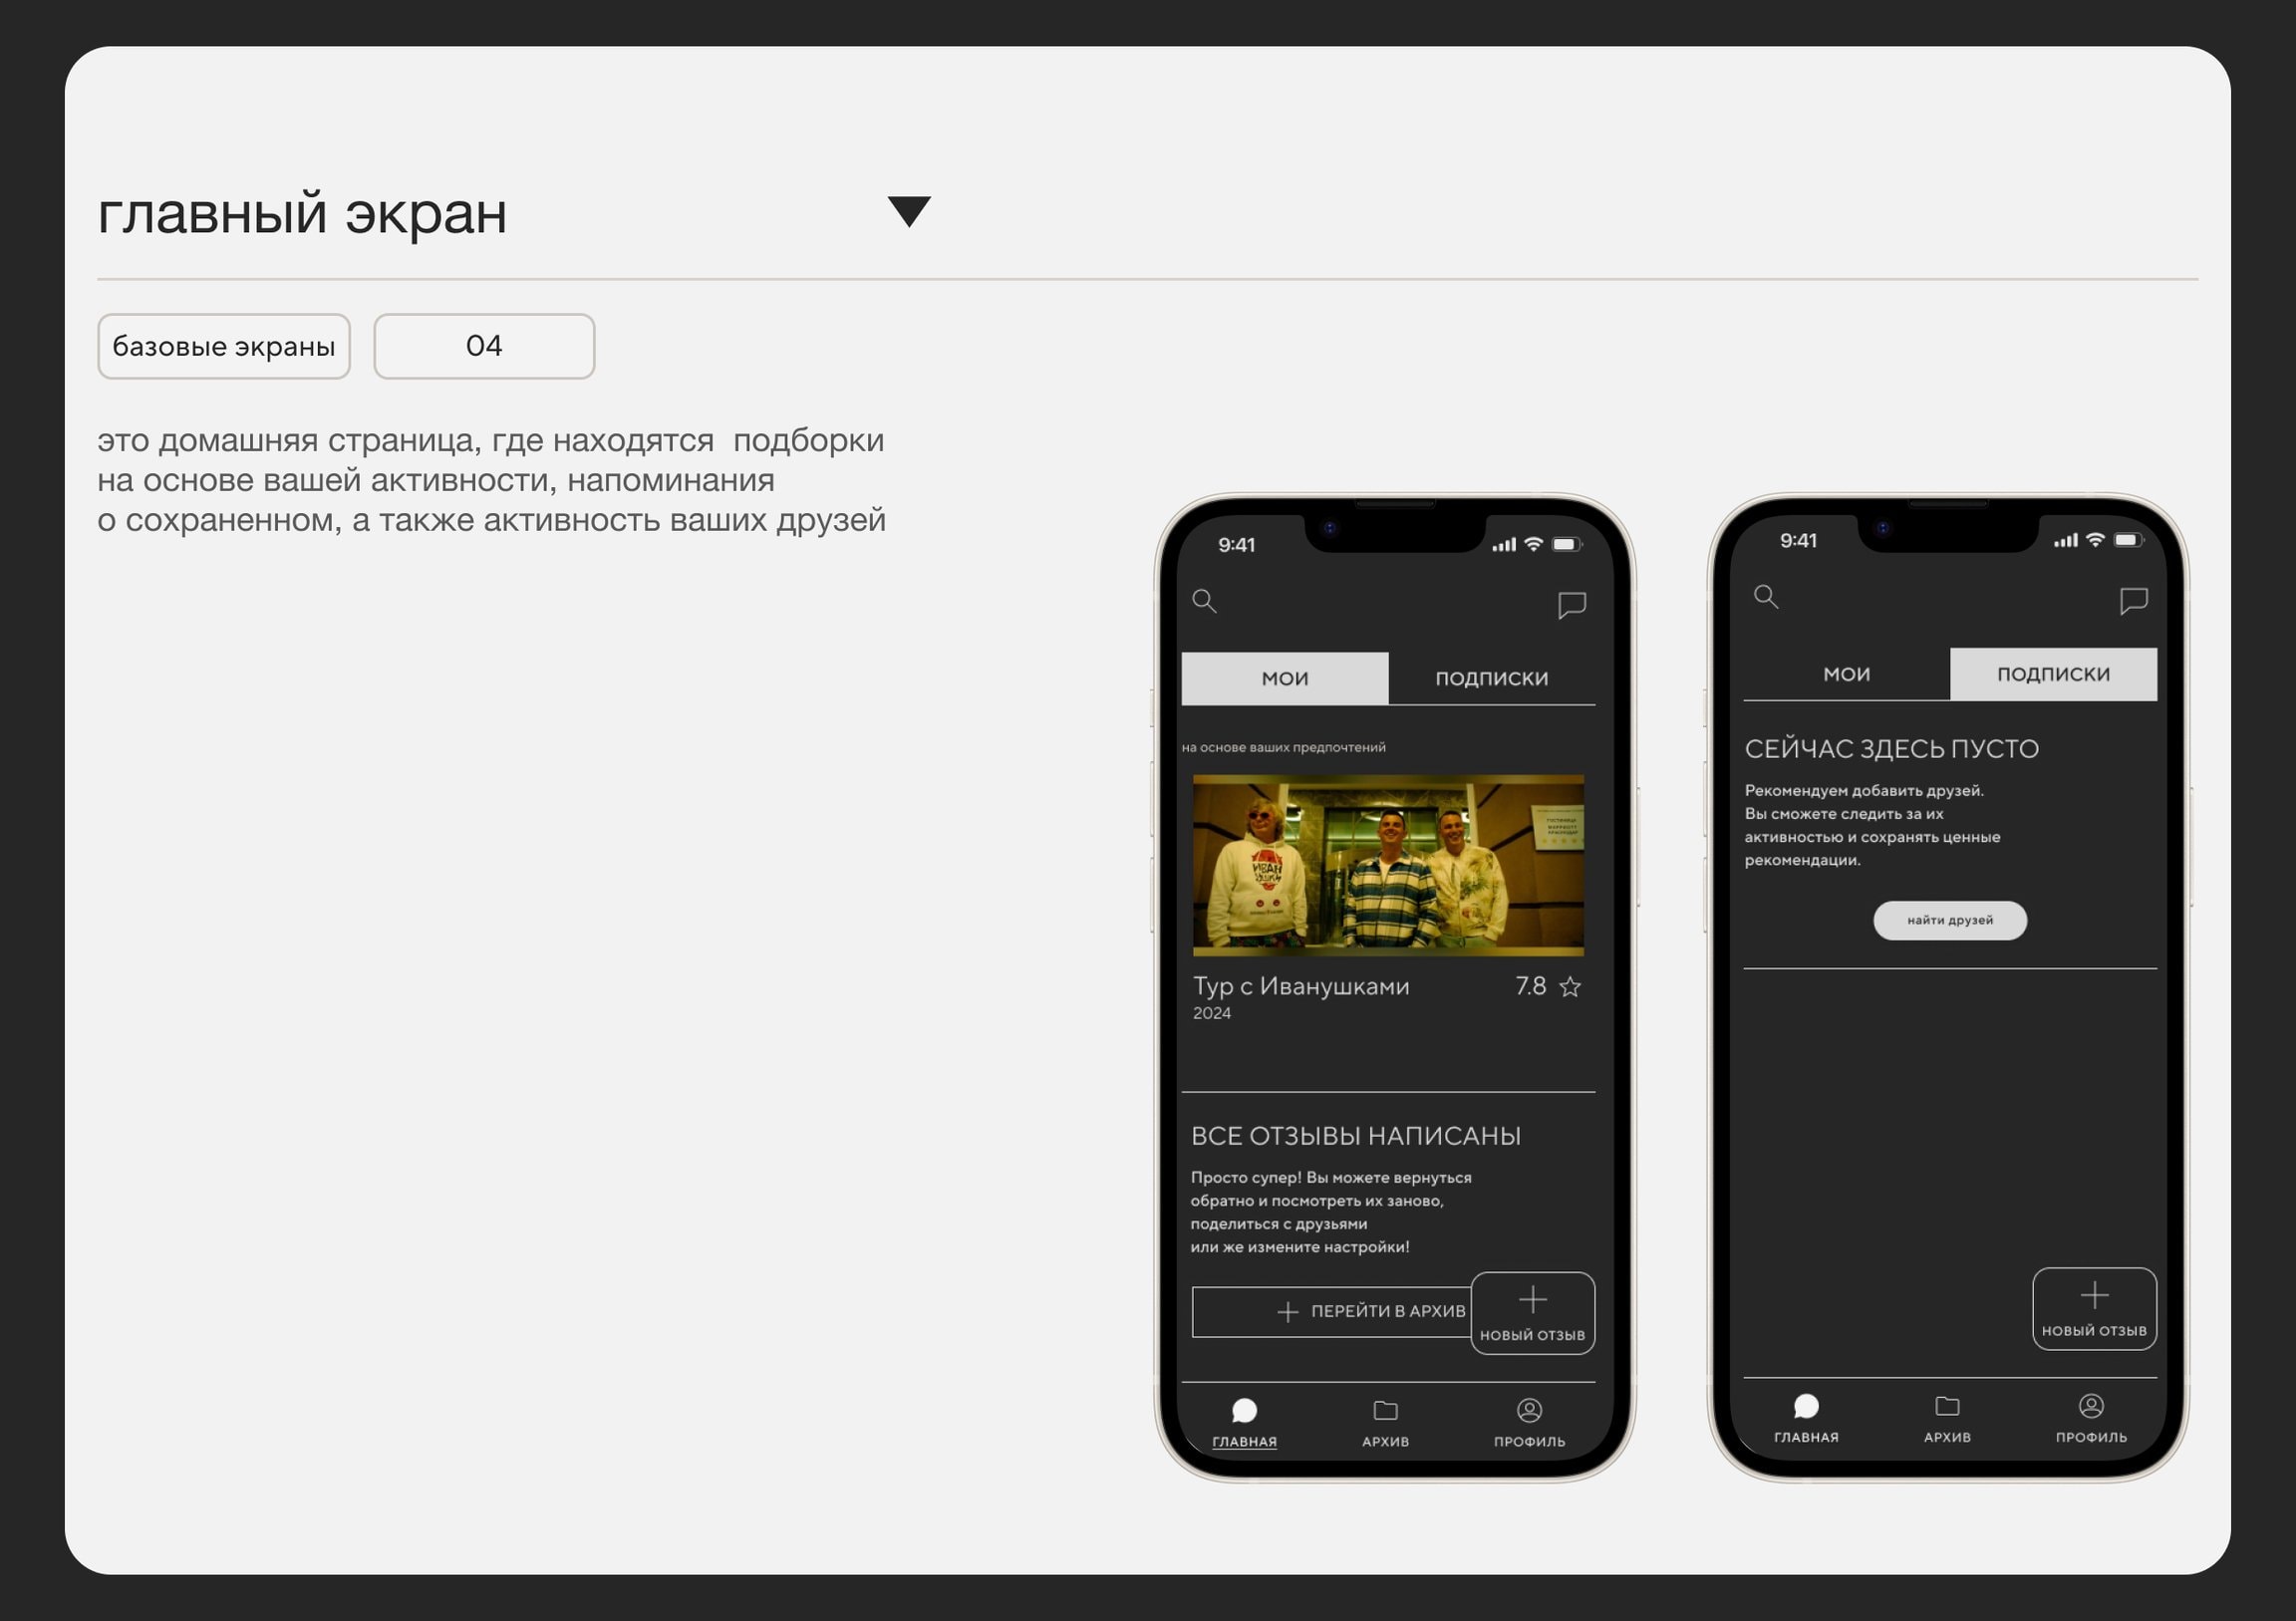 главный экран
базовые экраны
04
это домашняя страница, где находятся  подборки
на основе вашей активности, напоминания
о сохраненном, а также активность ваших друзей
9:41
МОИ
ПОДПИСКИ
на основе ваших предпочтений
ИВАН
Тур с Иванушками
7.8
2024
ВСЕ ОТЗЫВЫ НАПИСАНЫ
Просто супер! Вы можете вернуться
обратно и посмотреть их заново,
поделиться с друзьями
или же измените настройки!
ПЕРЕЙТИ В АРХИВ
НОВЫЙ ОТЗЫВ
ГЛАВНАЯ
АРХИВ
ПРОФИЛЬ
9:41
МОИ
ПОДПИСКИ
СЕЙЧАС ЗДЕСЬ ПУСТО
Рекомендуем добавить друзей.
Вы сможете следить за их
активностью и сохранять ценные
рекомендации.
найти друзей
НОВЫЙ ОТЗЫВ
ГЛАВНАЯ
АРХИВ
ПРОФИЛЬ